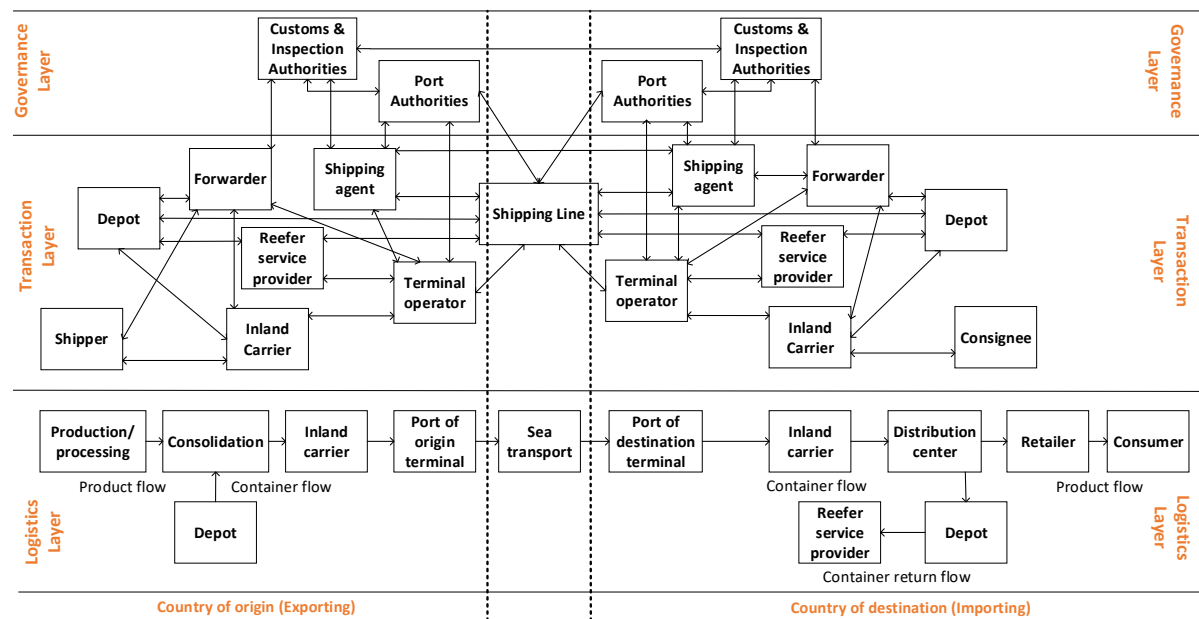 Governance
Layer
Customs &
Inspection
Authorities
Port
Authorities
Customs &
Inspection
Authorities
Port
Authorities
Governance
Layer
Transaction
Layer
Forwarder
Shipping
agent
Depot
Reefer
service
provider
Terminal
operator
Shipper
Inland
Carrier
Shipping Line
Shipping
agent
Forwarder
Depot
Reefer
service
provider
Terminal
operator
Inland
Carrier
Consignee
Transaction
Layer
Logistics
Layer
Production/
processing
Consolidation
Inland
carrier
Port of
origin
terminal
Sea
transport
Port of
destination
terminal
Inland
carrier
Distribution
center
Retailer
Consumer
Product flow
Container flow
Container flow
Product flow
Depot
Reefer
service
provider
Depot
Container return flow
Logistics
Layer
Country of origin (Exporting)
Country of destination (Importing)